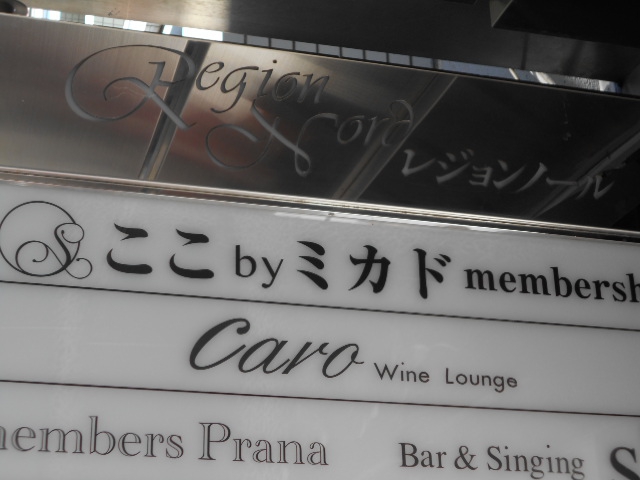 Region
Nord レジョンノール
ここ by ミカド membersh
Caro Wine Lounge
members Prana Bar & Singing S